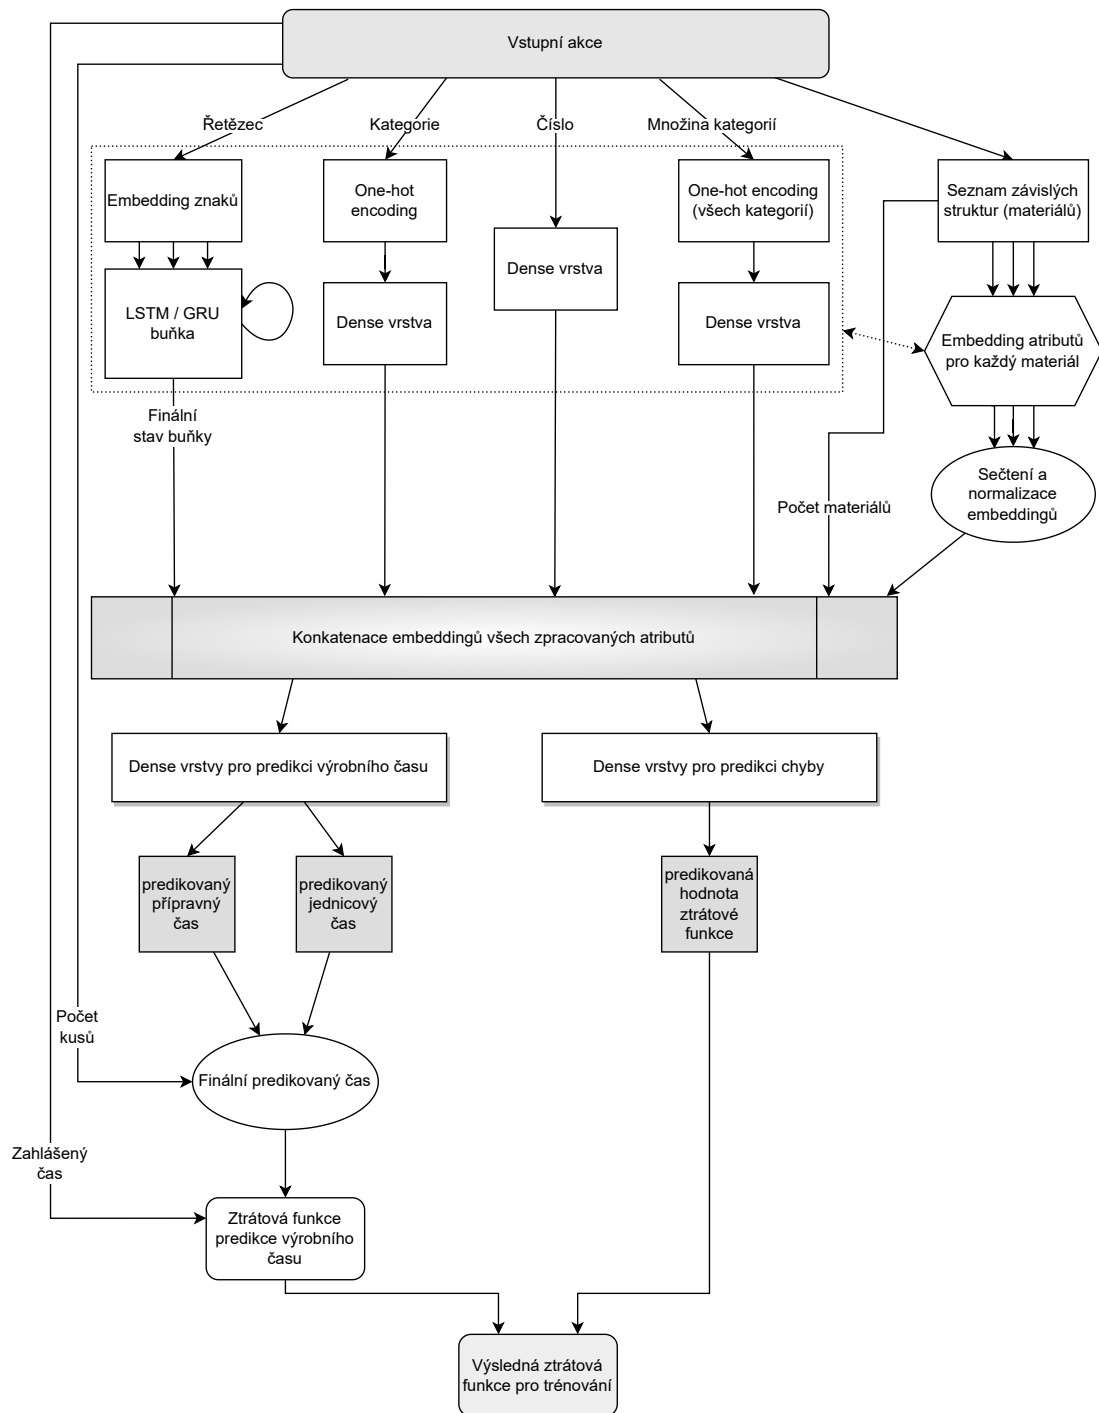 Vstupní akce
Řetězec
Kategorie
Číslo
Množina kategorií
Embedding znaků
One-hot
encoding
One-hot encoding
(všech kategorií)
Seznam závislých
struktur (materiálů)
Dense vrstva
LSTM / GRU
buňka
Dense vrstva
Dense vrstva
Embedding atributů
pro každý materiál
Finální
stav buňky
Sečtení a
normalizace
embeddingů
Počet materiálů
Konkatenace embeddingů všech zpracovaných atributů
Dense vrstvy pro predikci výrobního času
Dense vrstvy pro predikci chyby
predikovaný
přípravný
čas
predikovaný
jednicový
čas
predikovaná
hodnota
ztrátové
funkce
Počet
kusů
Finální predikovaný čas
Zahlášený
čas
Ztrátová funkce
predikce výrobního
času
Výsledná ztrátová
funkce pro trénování